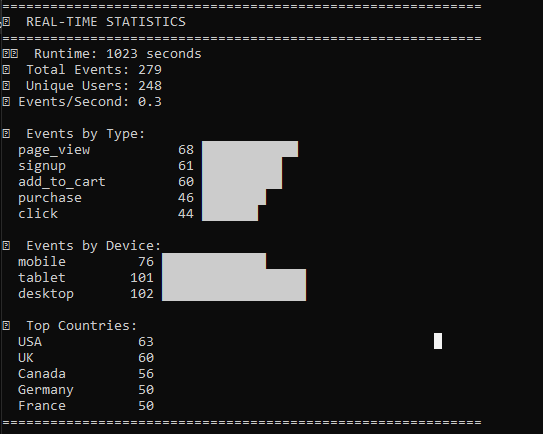 ============================================================
REAL-TIME STATISTICS
============================================================
Runtime: 1023 seconds
Total Events: 279
Unique Users: 248
Events/Second: 0.3
Events by Type:
page_view 68
signup 61
add_to_cart 60
purchase 46
click 44
Events by Device:
mobile 76
tablet 101
desktop 102
Top Countries:
USA 63
UK 60
Canada 56
Germany 50
France 50
============================================================